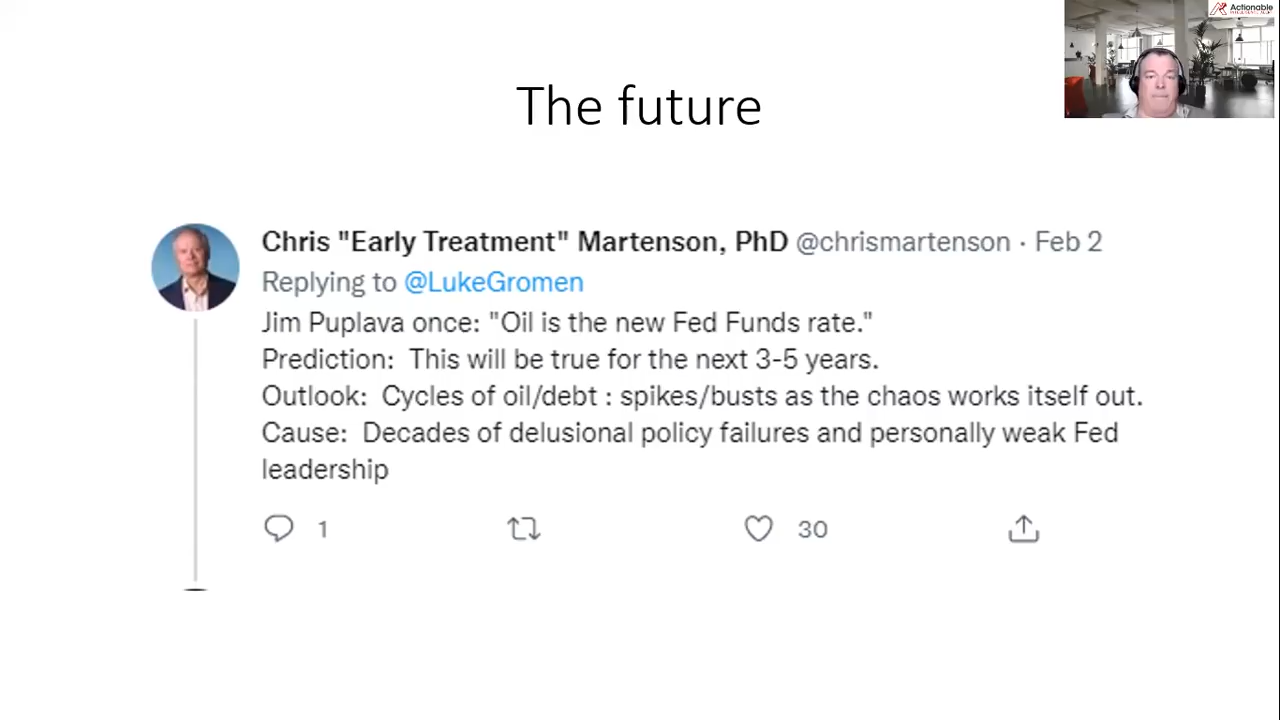 Actionable
The future
Chris "Early Treatment" Martenson, PhD @chrismartenson · Feb 2
Replying to @LukeGromen
Jim Puplava once: "Oil is the new Fed Funds rate."
Prediction:  This will be true for the next 3-5 years.
Outlook:  Cycles of oil/debt : spikes/busts as the chaos works itself out.
Cause:  Decades of delusional policy failures and personally weak Fed
leadership
1 30